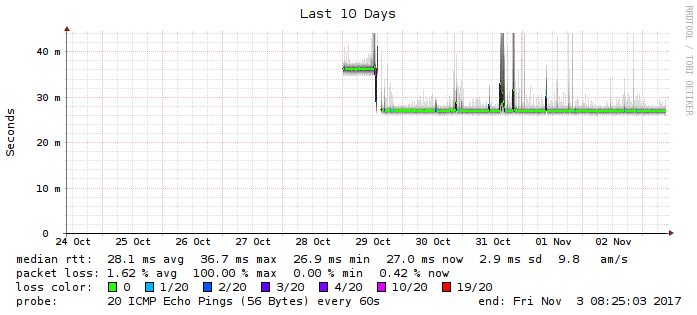 Last 10 Days
RRDTOOL / TOBI OETIKER
Seconds
40 m
30 m
20 m
10 m
0
24 Oct 25 Oct 26 Oct 27 Oct 28 Oct 29 Oct 30 Oct 31 Oct 01 Nov 02 Nov
median rtt: 28.1 ms avg 36.7 ms max 26.9 ms min 27.0 ms now 2.9 ms sd 9.8 am/s
packet loss: 1.62 % avg 100.00 % max 0.00 % min 0.42 % now
loss color: 0 1/20 2/20 3/20 4/20 10/20 19/20
probe: 20 ICMP Echo Pings (56 Bytes) every 60s end: Fri Nov 3 08:25:03 2017